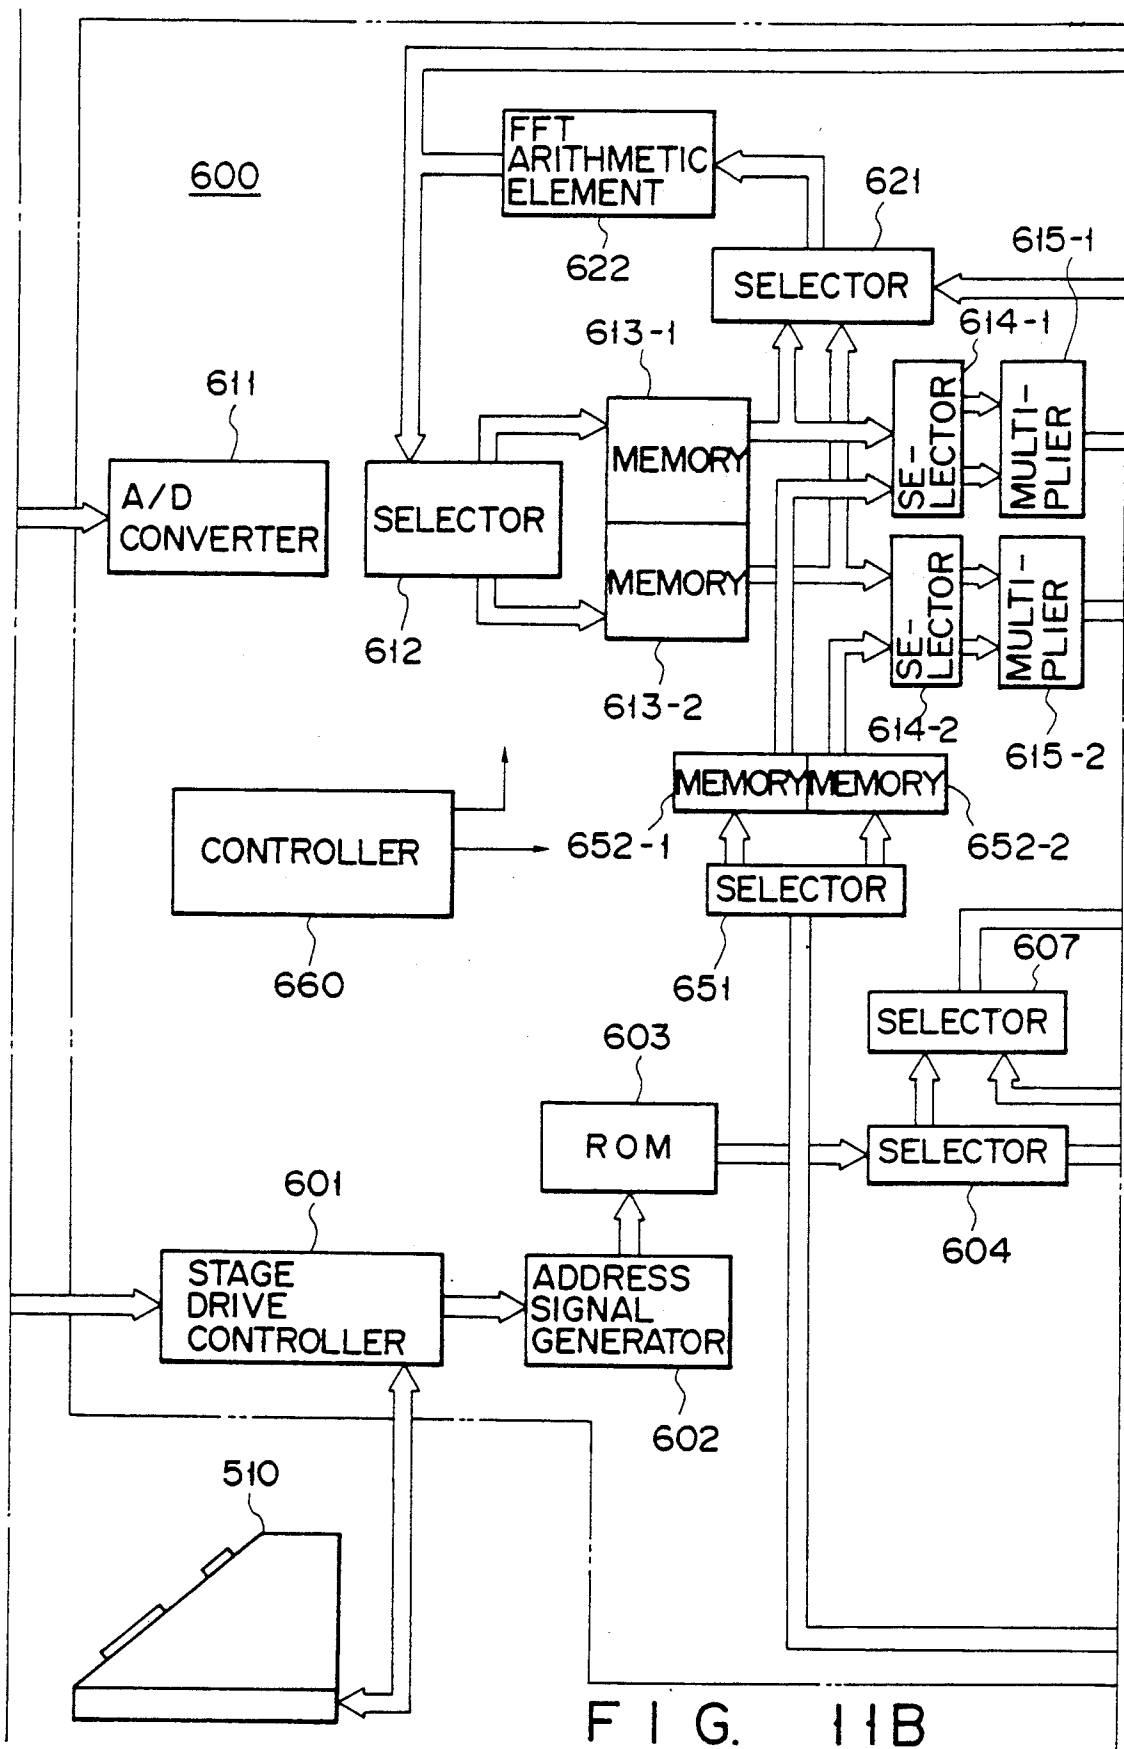 600
FFT
ARITHMETIC
ELEMENT
622
621
SELECTOR
615-1
614-1
613-1
611
A/D
CONVERTER
SELECTOR
612
MEMORY
MEMORY
613-2
SE-
LECTOR
MULTI-
PLIER
SE-
LECTOR
MULTI-
PLIER
614-2
615-2
MEMORY
MEMORY
652-1
652-2
CONTROLLER
660
SELECTOR
651
607
SELECTOR
603
ROM
SELECTOR
604
601
STAGE
DRIVE
CONTROLLER
ADDRESS
SIGNAL
GENERATOR
602
510
FIG. 11B